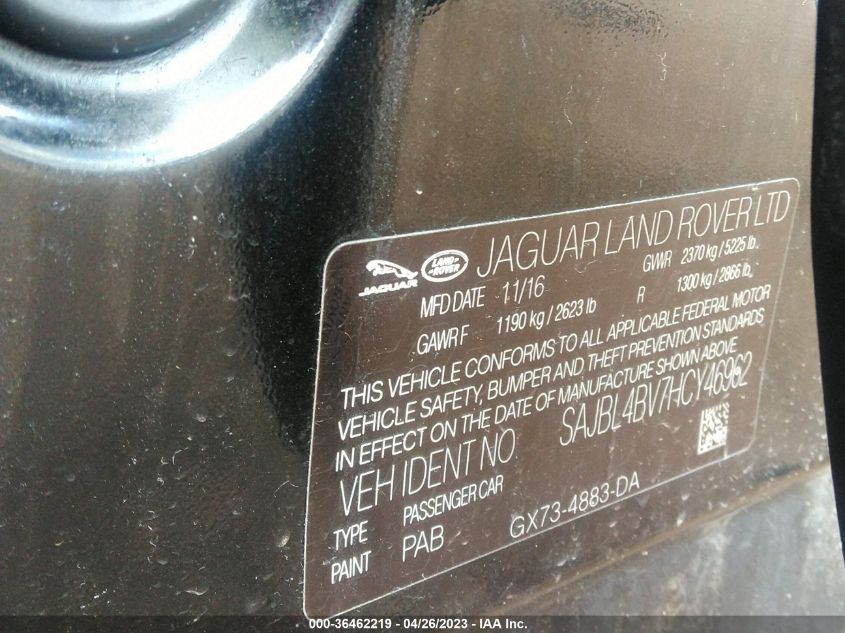 JAGUAR LAND ROVER JAGUAR LAND ROVER LTD
MFD DATE 11/16 GVWR 2370 kg / 5225 lb.
GAWR F 1190 kg / 2623 lb R 1300 kg / 2866 lb.
THIS VEHICLE CONFORMS TO ALL APPLICABLE FEDERAL MOTOR
VEHICLE SAFETY, BUMPER AND THEFT PREVENTION STANDARDS
IN EFFECT ON THE DATE OF MANUFACTURE SHOWN ABOVE
VEH IDENT NO SAJBL4BV7HCY46962
TYPE PASSENGER CAR
PAINT PAB GX73-4883-DA
000-36462219 - 04/26/2023 - IAA Inc.